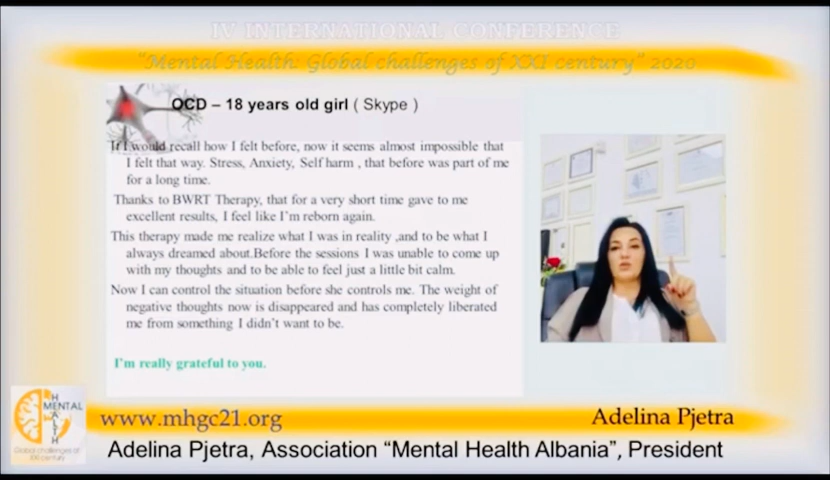 IV INTERNATIONAL CONFERENCE
"Mental Health: Global challenges of XXI century" 2020
OCD – 18 years old girl ( Skype )
If I would recall how I felt before, now it seems almost impossible that
I felt that way. Stress, Anxiety, Self harm , that before was part of me
for a long time.
Thanks to BWRT Therapy, that for a very short time gave to me
excellent results, I feel like I'm reborn again.
This therapy made me realize what I was in reality ,and to be what I
always dreamed about.Before the sessions I was unable to come up
with my thoughts and to be able to feel just a little bit calm.
Now I can control the situation before she controls me. The weight of
negative thoughts now is disappeared and has completely liberated
me from something I didn't want to be.
I'm really grateful to you.
MENTAL
HEALTH
Global challenges of
XXI century
www.mhgc21.org
Adelina Pjetra
Adelina Pjetra, Association “Mental Health Albania”, President